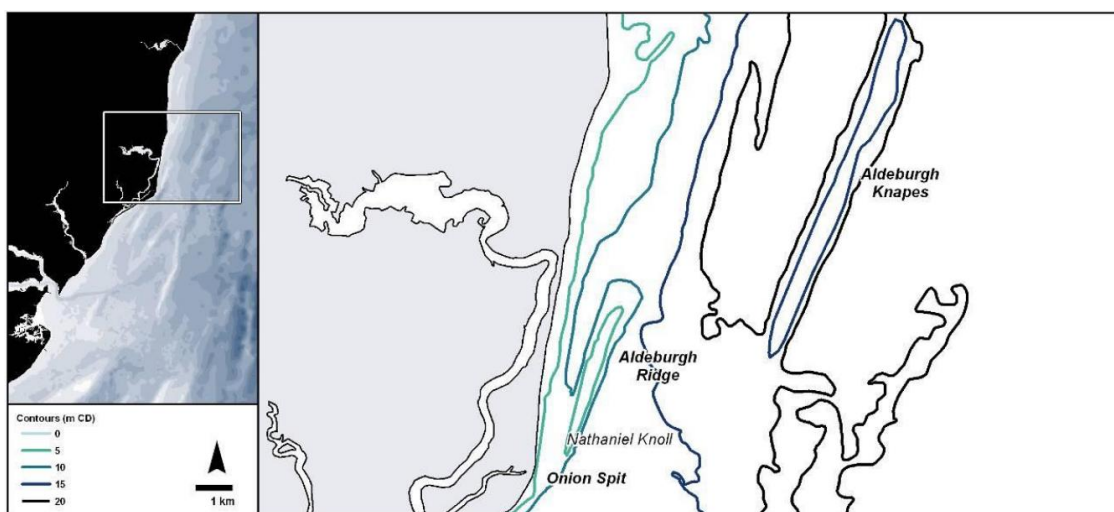 Contours (m CD)
0
5
10
15
20
1 km
Aldeburgh
Knapes
Aldeburgh
Ridge
Nathaniel Knoll
Onion Spit